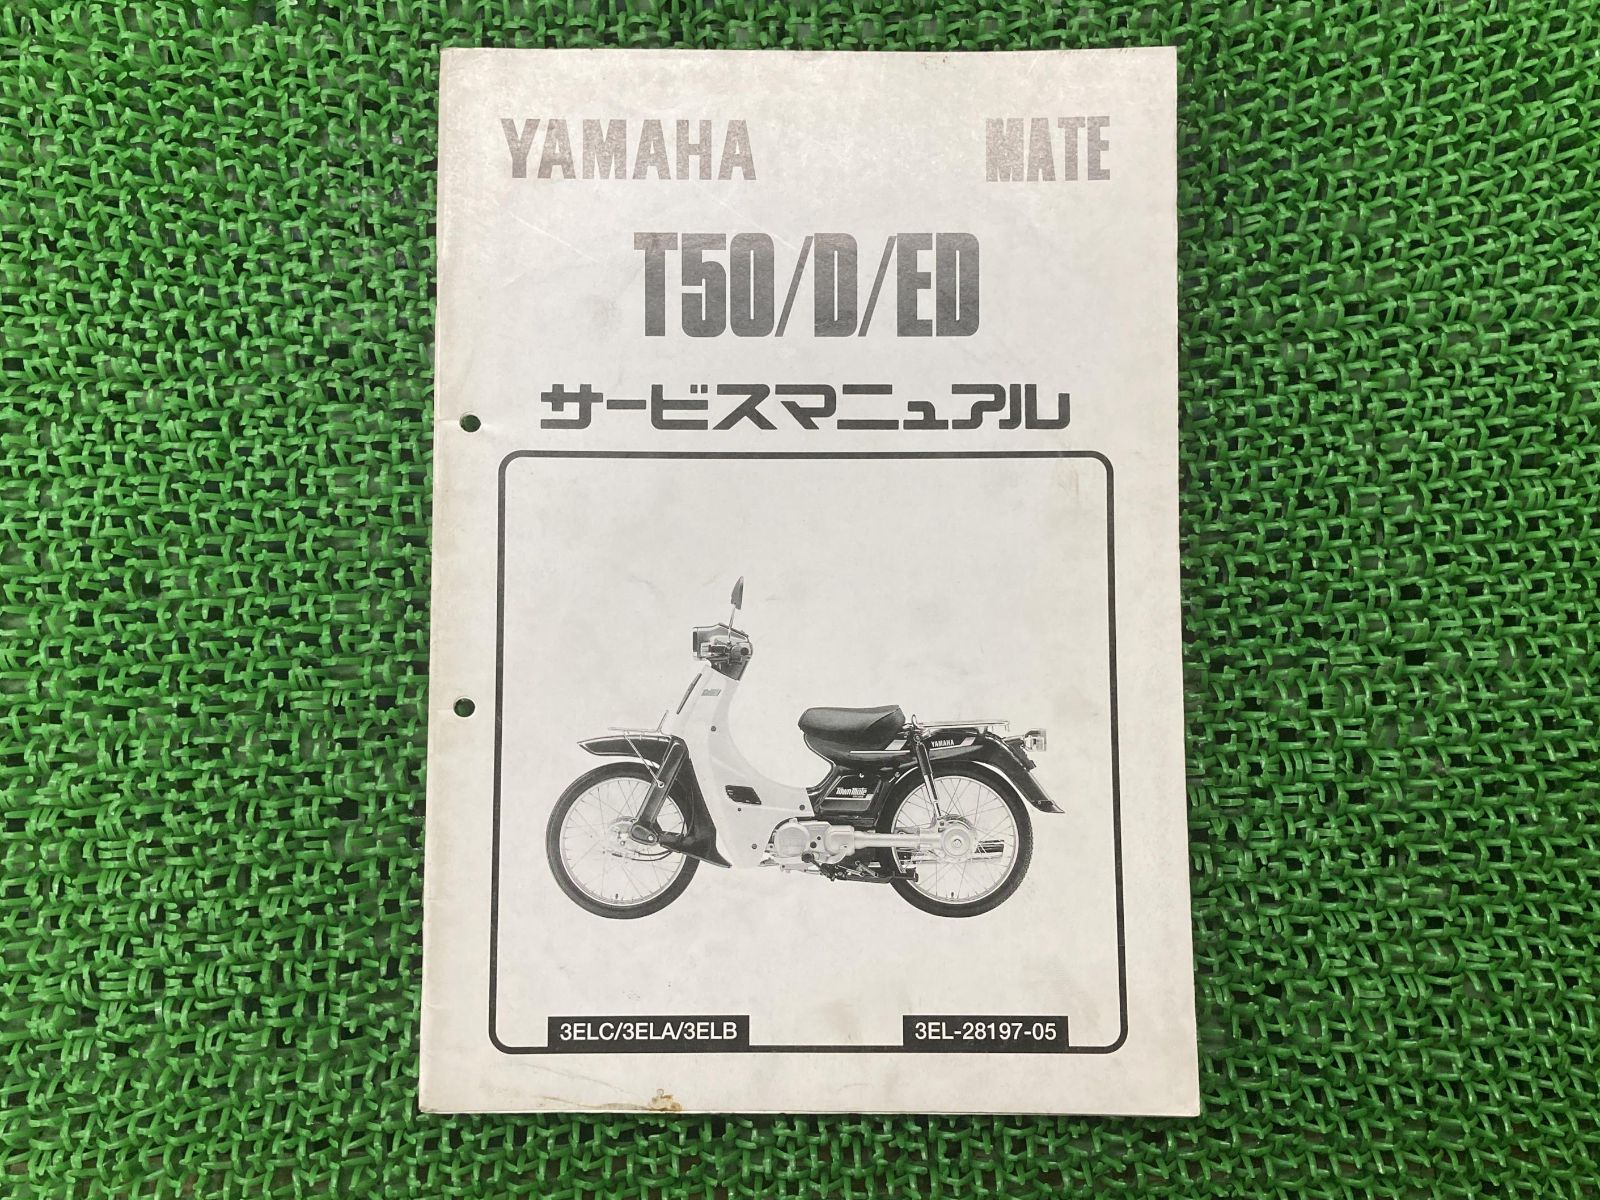 YAMAHA MATE
T50/D/ED
サービスマニュアル
YAMAHA
TownMate
3ELC/3ELA/3ELB 3EL-28197-05